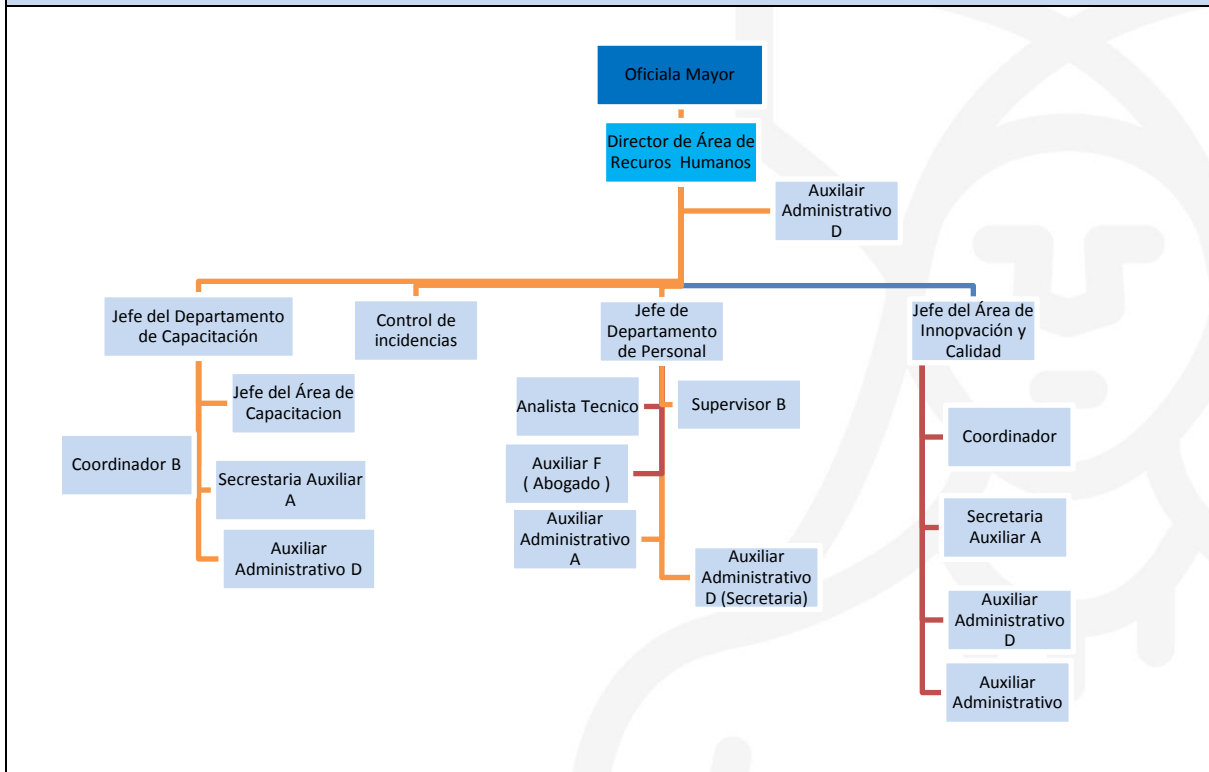 Oficiala Mayor
Director de Área de
Recuros Humanos
Auxilair
Administrativo
D
Jefe del Departamento
de Capacitación
Control de
incidencias
Jefe de
Departamento
de Personal
Jefe del Área de
Innopvación y
Calidad
Jefe del Área de
Capacitacion
Coordinador B
Secrestaria Auxiliar
A
Auxiliar
Administrativo D
Analista Tecnico
Supervisor B
Auxiliar F
( Abogado )
Auxiliar
Administrativo
A
Auxiliar
Administrativo
D (Secretaria)
Coordinador
Secretaria
Auxiliar A
Auxiliar
Administrativo
D
Auxiliar
Administrativo